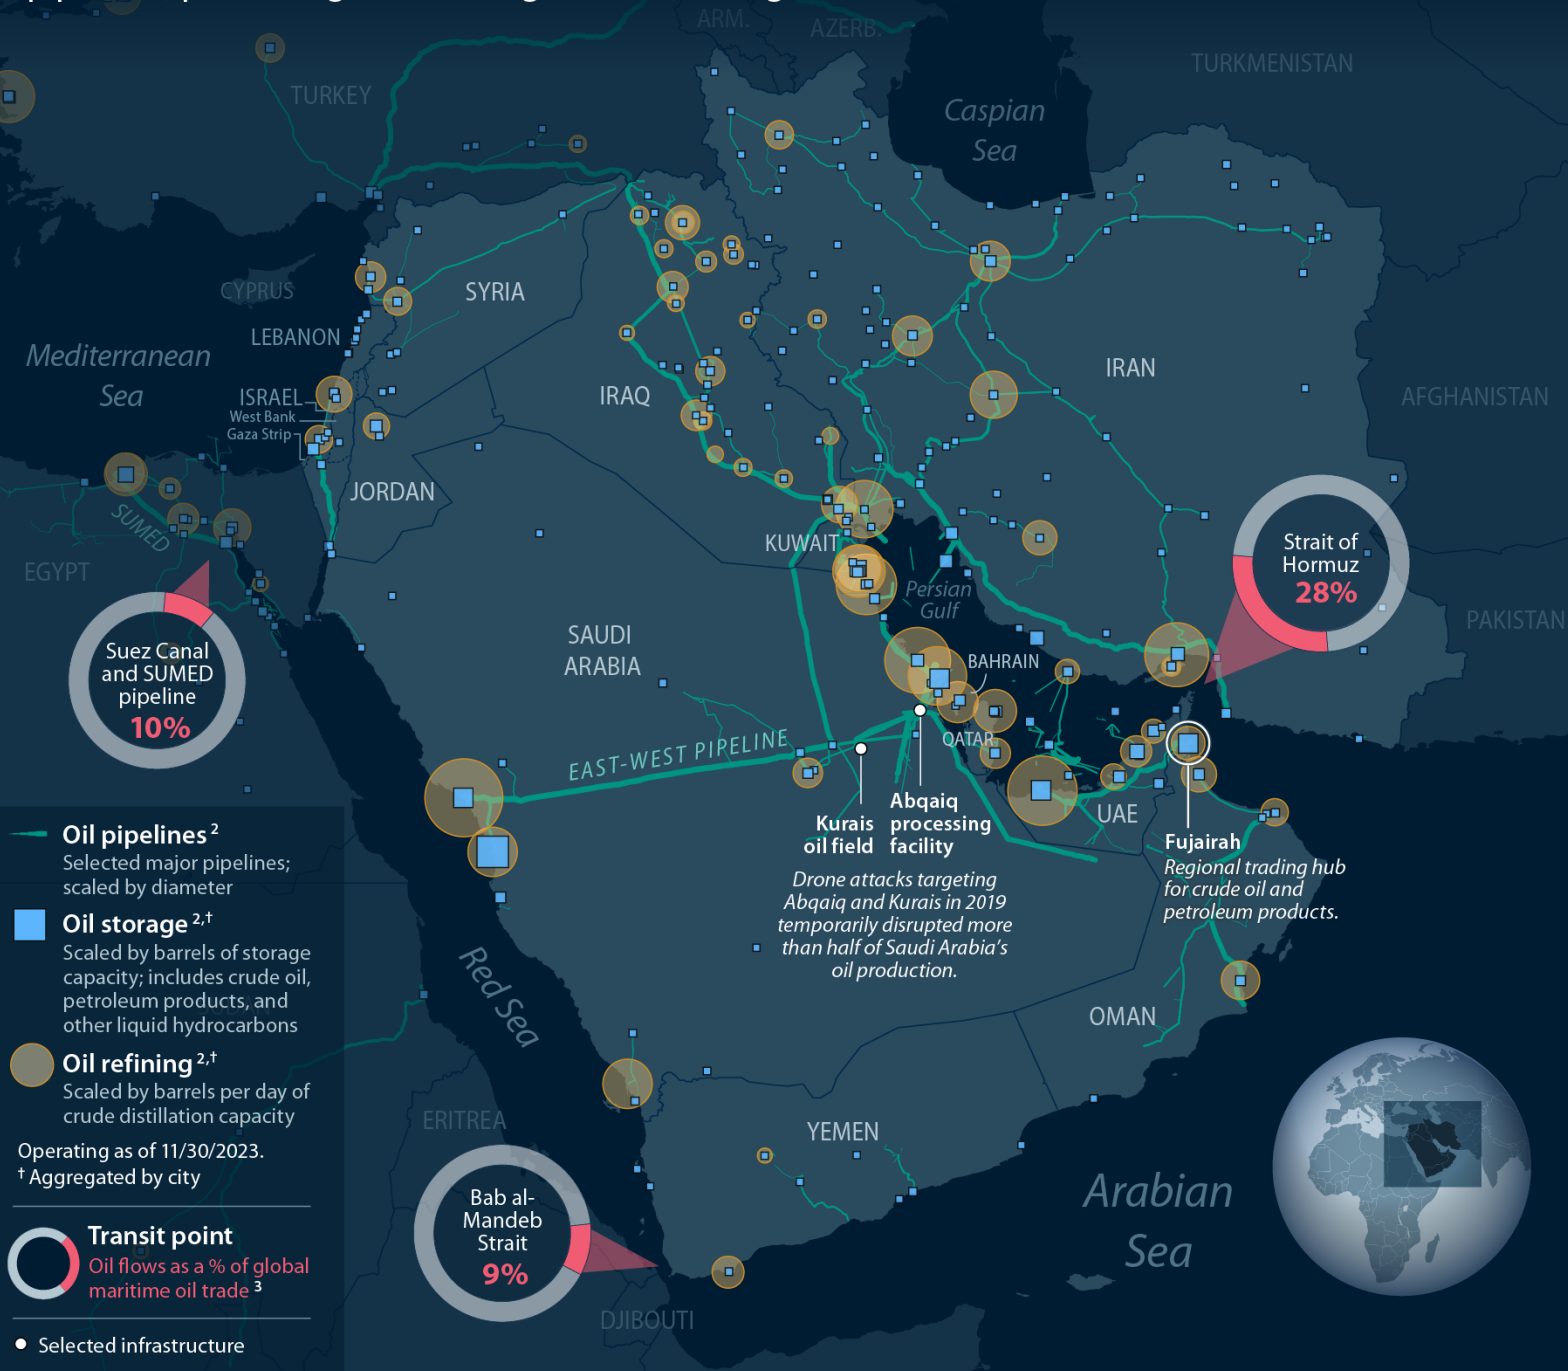 ARM.
AZERB.
TURKMENISTAN
TURKEY
Caspian
Sea
CYPRUS
SYRIA
LEBANON
Mediterranean
Sea
IRAQ
IRAN
AFGHANISTAN
ISRAEL
West Bank
Gaza Strip
JORDAN
SUMED
EGYPT
KUWAIT
Persian
Gulf
Strait of
Hormuz
28%
PAKISTAN
SAUDI
ARABIA
BAHRAIN
Suez Canal
and SUMED
pipeline
10%
QATAR
EAST-WEST PIPELINE
UAE
Kurais
oil field
Abqaiq
processing
facility
Drone attacks targeting
Abqaiq and Kurais in 2019
temporarily disrupted more
than half of Saudi Arabia's
oil production.
Fujairah
Regional trading hub
for crude oil and
petroleum products.
Oil pipelines 2
Selected major pipelines;
scaled by diameter
Oil storage 2,†
Scaled by barrels of storage
capacity; includes crude oil,
petroleum products, and
other liquid hydrocarbons
SUDAN
Oil refining 2,†
Scaled by barrels per day of
crude distillation capacity
Operating as of 11/30/2023.
† Aggregated by city
Transit point
Oil flows as a % of global
maritime oil trade 3
Selected infrastructure
Red Sea
OMAN
ERITREA
YEMEN
Bab al-
Mandeb
Strait
9%
DJIBOUTI
Arabian
Sea